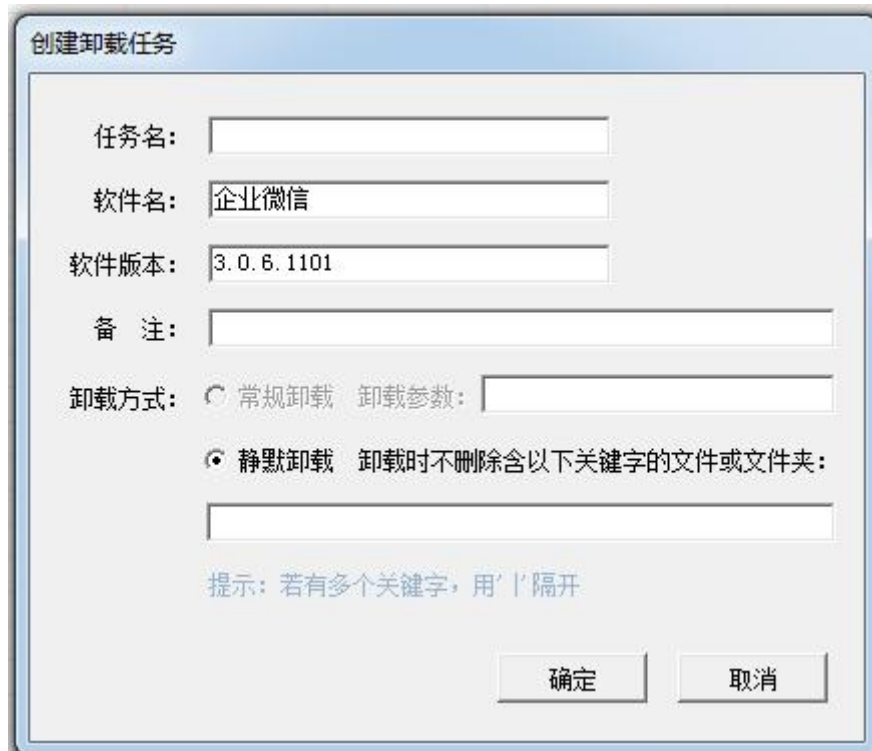 创建卸载任务
任务名：
软件名： 企业微信
软件版本： 3.0.6.1101
备 注：
卸载方式： 常规卸载 卸载参数：
静默卸载 卸载时不删除含以下关键字的文件或文件夹：
提示：若有多个关键字，用'|'隔开
确定 取消